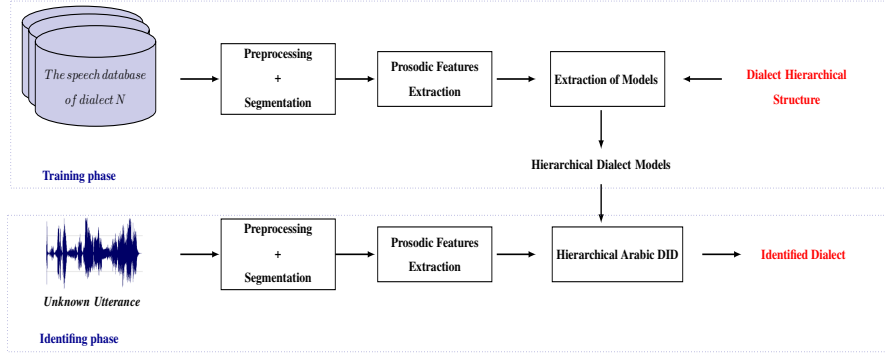 The speech database
of dialect N
Preprocessing
+
Segmentation
Prosodic Features
Extraction
Extraction of Models
Dialect Hierarchical
Structure
Hierarchical Dialect Models
Training phase
Unknown Utterance
Preprocessing
+
Segmentation
Prosodic Features
Extraction
Hierarchical Arabic DID
Identified Dialect
Identifing phase